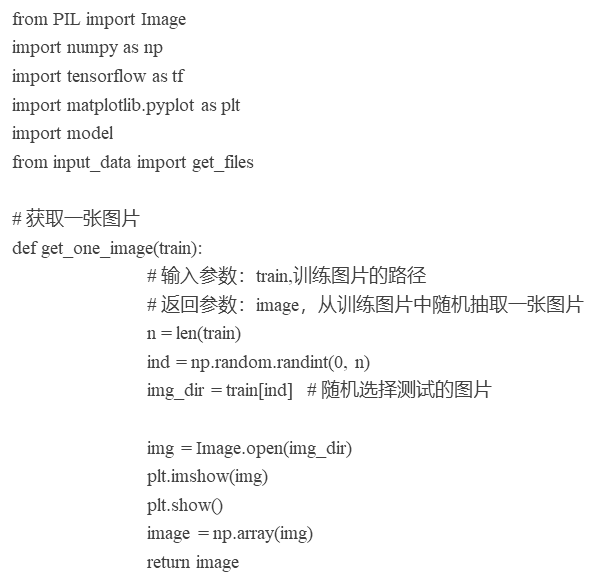 from PIL import Image
import numpy as np
import tensorflow as tf
import matplotlib.pyplot as plt
import model
from input_data import get_files
# 获取一张图片
def get_one_image(train):
# 输入参数：train,训练图片的路径
# 返回参数：image，从训练图片中随机抽取一张图片
n = len(train)
ind = np.random.randint(0, n)
img_dir = train[ind] # 随机选择测试的图片
img = Image.open(img_dir)
plt.imshow(img)
plt.show()
image = np.array(img)
return image